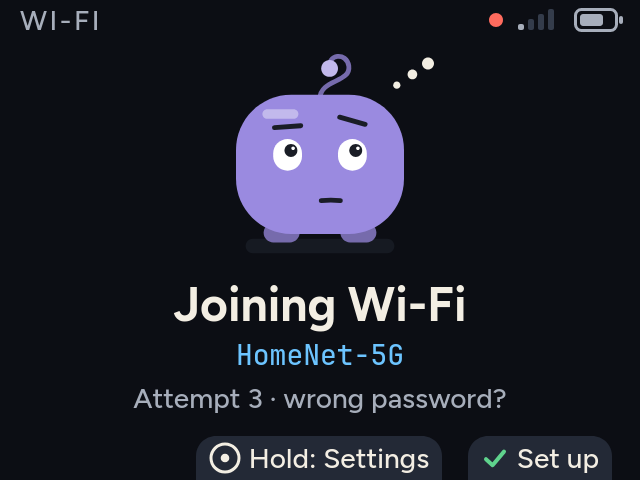 WI-FI
Joining Wi-Fi
HomeNet-5G
Attempt 3 · wrong password?
Hold: Settings
Set up